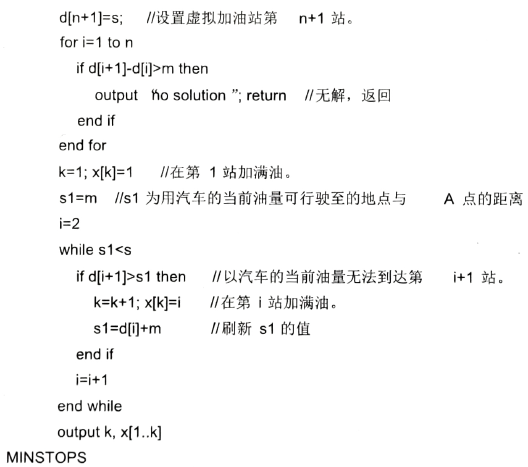 d[n+1]=s; //设置虚拟加油站第 n+1 站。
for i=1 to n
if d[i+1]-d[i]>m then
output “no solution ”; return //无解，返回
end if
end for
k=1; x[k]=1 //在第 1 站加满油。
s1=m //s1 为用汽车的当前油量可行驶至的地点与 A 点的距离
i=2
while s1<s
if d[i+1]>s1 then //以汽车的当前油量无法到达第 i+1 站。
k=k+1; x[k]=i //在第 i 站加满油。
s1=d[i]+m //刷新 s1 的值
end if
i=i+1
end while
output k, x[1..k]
MINSTOPS